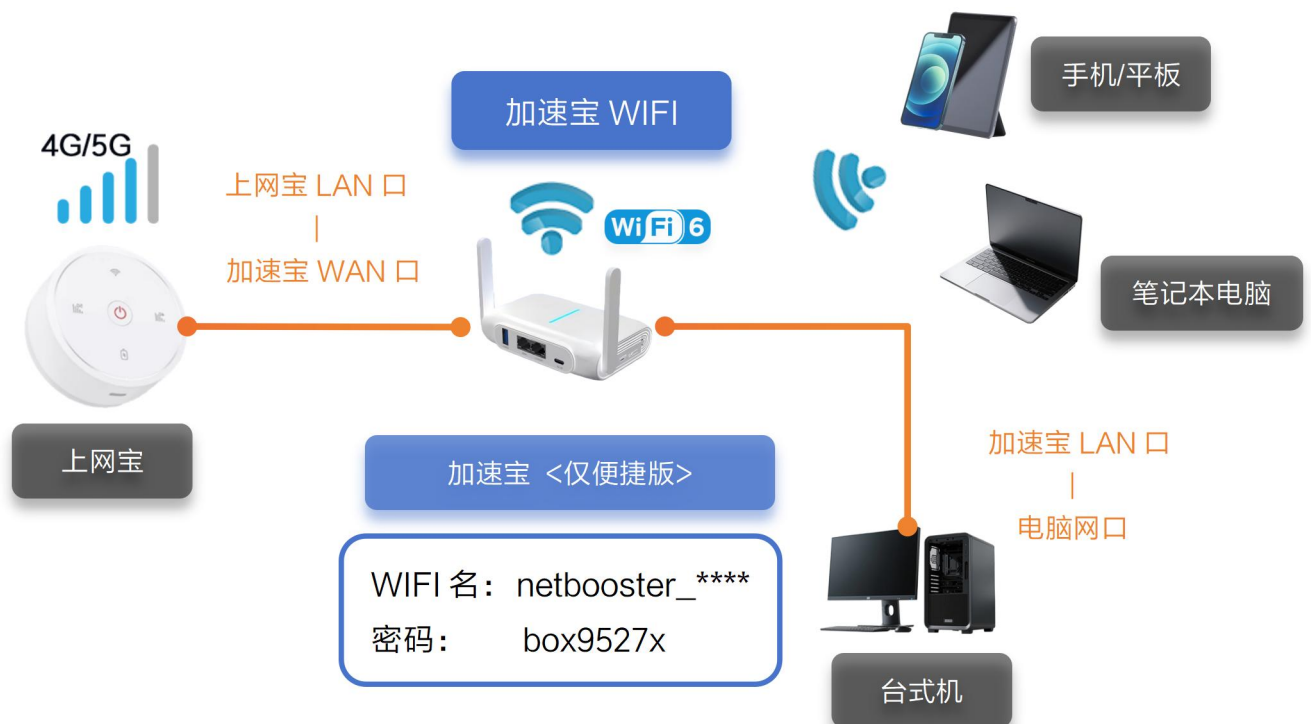 手机/平板
加速宝 WIFI
4G/5G
上网宝 LAN 口
|
加速宝 WAN 口
WiFi 6
笔记本电脑
上网宝
加速宝 <仅便捷版>
加速宝 LAN 口
|
电脑网口
WIFI 名： netbooster_****
密码： box9527x
台式机